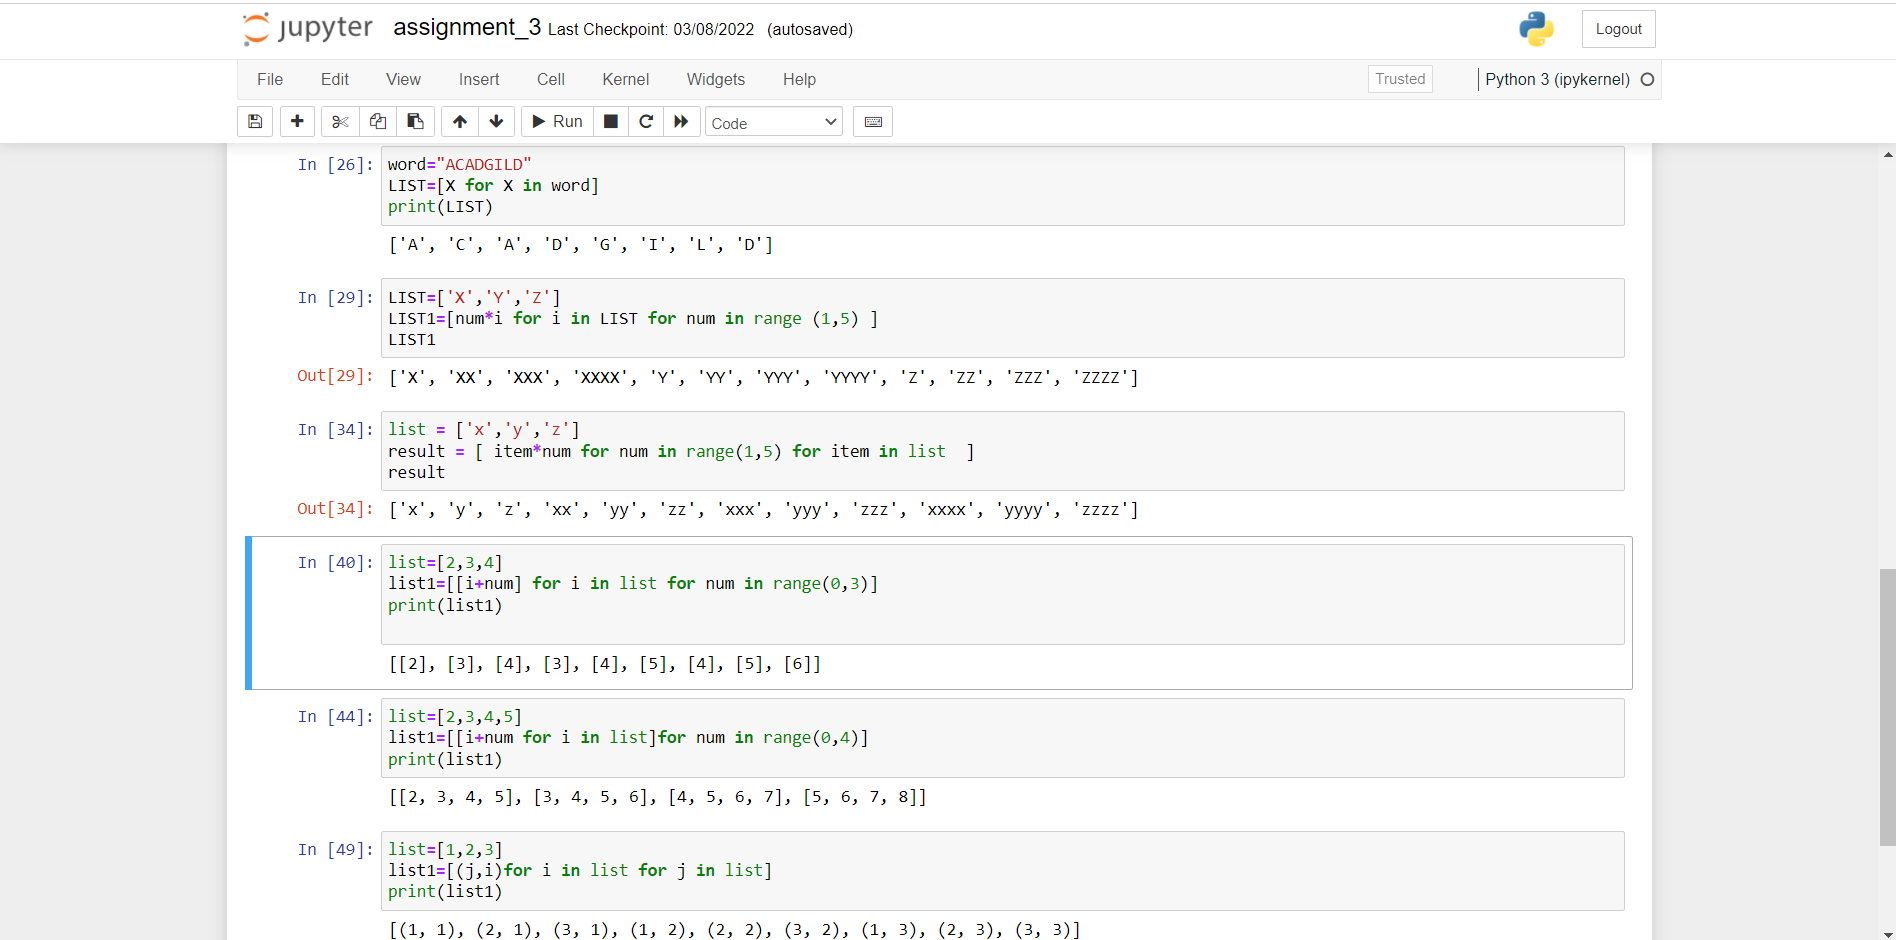 jupyter assignment_3 Last Checkpoint: 03/08/2022 (autosaved) Logout
File Edit View Insert Cell Kernel Widgets Help Trusted Python 3 (ipykernel)
Run Code
In [26]: word="ACADGILD"
LIST=[X for X in word]
print(LIST)
['A', 'C', 'A', 'D', 'G', 'I', 'L', 'D']
In [29]: LIST=['X','Y','Z']
LIST1=[num*i for i in LIST for num in range (1,5) ]
LIST1
Out[29]: ['X', 'XX', 'XXX', 'XXXX', 'Y', 'YY', 'YYY', 'YYYY', 'Z', 'ZZ', 'ZZZ', 'ZZZZ']
In [34]: list = ['x','y','z']
result = [ item*num for num in range(1,5) for item in list  ]
result
Out[34]: ['x', 'y', 'z', 'xx', 'yy', 'zz', 'xxx', 'yyy', 'zzz', 'xxxx', 'yyyy', 'zzzz']
In [40]: list=[2,3,4]
list1=[[i+num] for i in list for num in range(0,3)]
print(list1)
[[2], [3], [4], [3], [4], [5], [4], [5], [6]]
In [44]: list=[2,3,4,5]
list1=[[i+num for i in list]for num in range(0,4)]
print(list1)
[[2, 3, 4, 5], [3, 4, 5, 6], [4, 5, 6, 7], [5, 6, 7, 8]]
In [49]: list=[1,2,3]
list1=[(j,i)for i in list for j in list]
print(list1)
[(1, 1), (2, 1), (3, 1), (1, 2), (2, 2), (3, 2), (1, 3), (2, 3), (3, 3)]